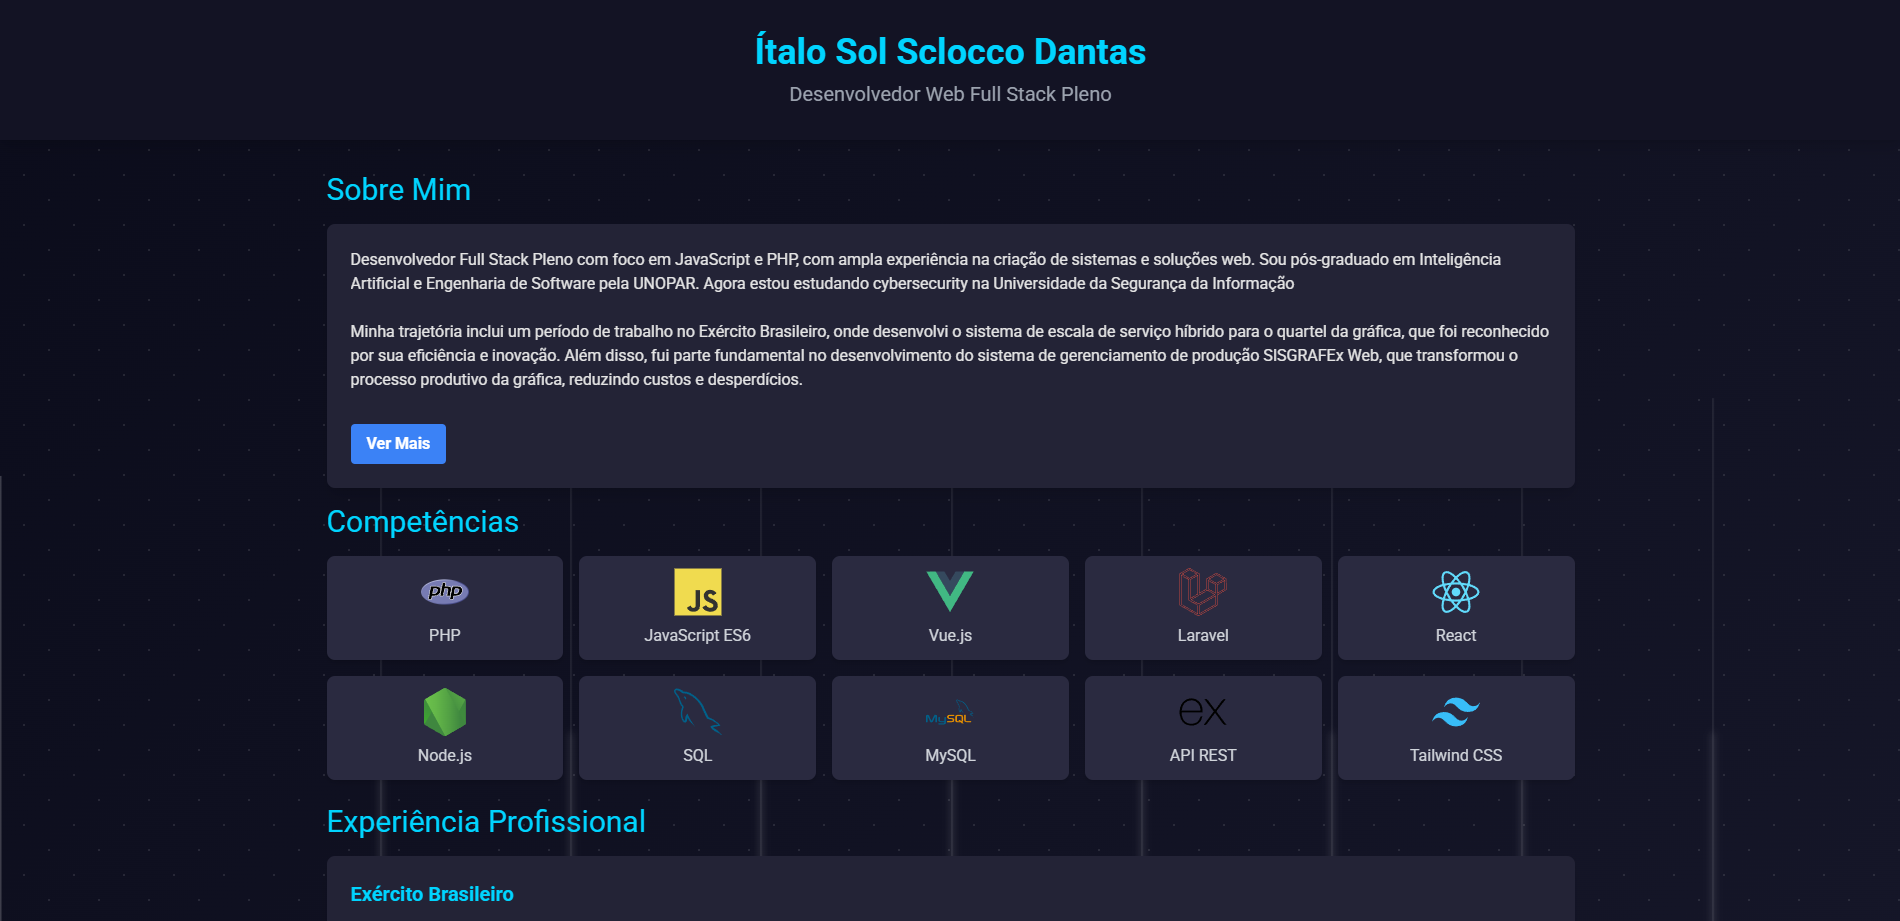 Ítalo Sol Sclocco Dantas
Desenvolvedor Web Full Stack Pleno
Sobre Mim
Desenvolvedor Full Stack Pleno com foco em JavaScript e PHP, com ampla experiência na criação de sistemas e soluções web. Sou pós-graduado em Inteligência
Artificial e Engenharia de Software pela UNOPAR. Agora estou estudando cybersecurity na Universidade da Segurança da Informação
Minha trajetória inclui um período de trabalho no Exército Brasileiro, onde desenvolvi o sistema de escala de serviço híbrido para o quartel da gráfica, que foi reconhecido
por sua eficiência e inovação. Além disso, fui parte fundamental no desenvolvimento do sistema de gerenciamento de produção SISGRAFEx Web, que transformou o
processo produtivo da gráfica, reduzindo custos e desperdícios.
Ver Mais
Competências
php
JS
PHP
JavaScript ES6
Vue.js
Laravel
React
MySQL
ex
Node.js
SQL
MySQL
API REST
Tailwind CSS
Experiência Profissional
Exército Brasileiro